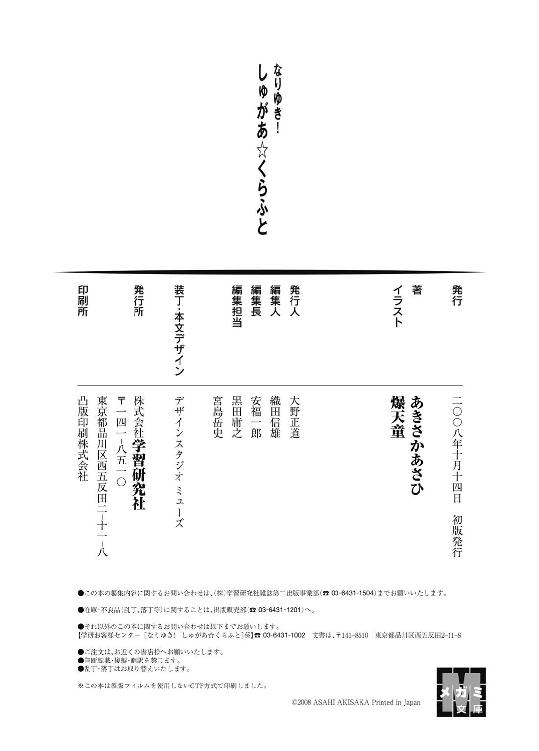 なりゆき！
しゅがあ☆くらふと
発行 二〇〇八年十月十四日 初版発行
著 あきさかあさひ
イラスト 爆天童
発行人 大野正道
編集人 織田信雄
編集長 安福一郎
編集担当 黒田庸之
宮島岳史
装丁・本文デザイン デザインスタジオ ミューズ
発行所 株式会社学習研究社
〒一四一-八五一〇
東京都品川区西五反田二-十一-八
印刷所 凸版印刷株式会社
●この本の編集内容に関するお問い合わせは、(株)学習研究社雑誌第二出版事業部(☎ 03-6431-1504)までお願いいたします。
●在庫・不良品(乱丁、落丁等)に関することは、出版販売部(☎ 03-6431-1201)へ。
●それ以外のこの本に関するお問い合わせは以下までお願いします。
【学研お客様センター 『なりゆき！ しゅがあ☆くらふと』係】☎ 03-6431-1002 文書は、〒141-8510 東京都品川区西五反田2-11-8
●ご注文は、お近くの書店様へお願いいたします。
●無断転載・複製・翻訳を禁じます。
●乱丁・落丁はお取り替えいたします。
※この本は製版フィルムを使用しないCTP方式で印刷しました。
©2008 ASAHI AKISAKA Printed in Japan
M
メガミ
文庫